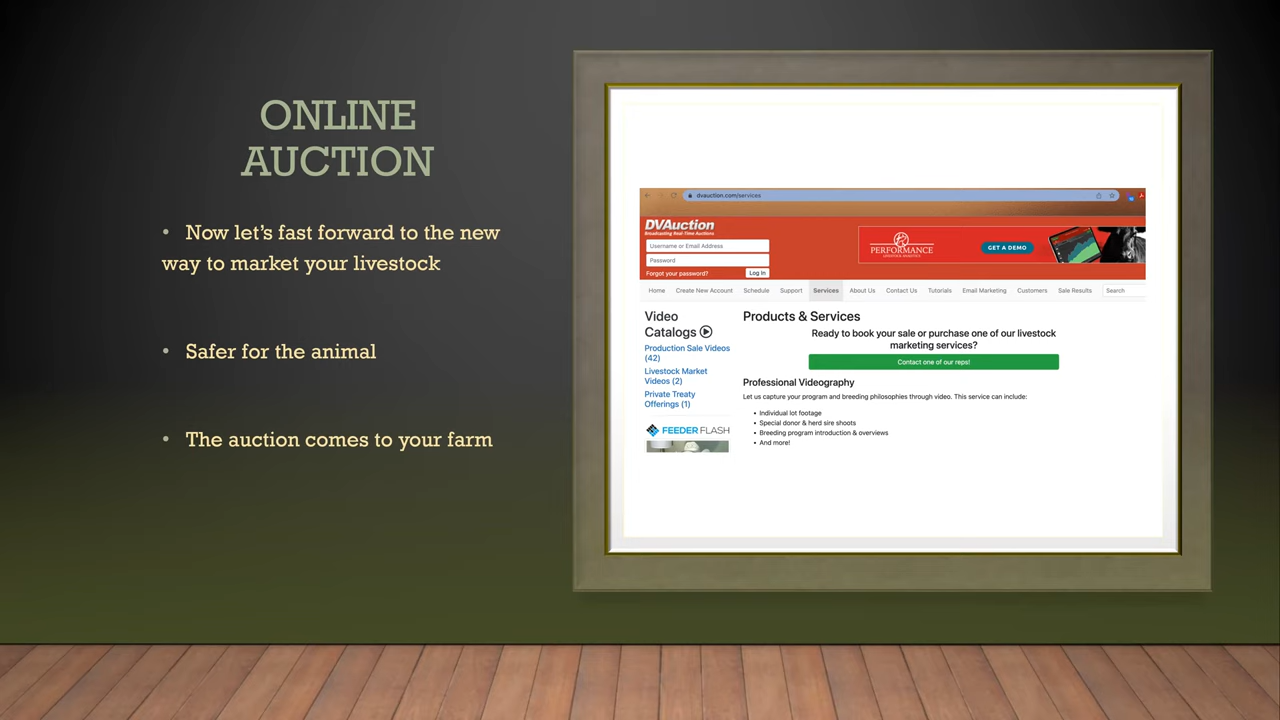 ONLINE
AUCTION
• Now let's fast forward to the new
way to market your livestock
• Safer for the animal
• The auction comes to your farm
dvauction.com/services
DVAuction
Broadcasting Real-Time Auctions
Username or Email Address
Password
Forgot your password? Log In
PERFORMANCE
LIVESTOCK ANALYTICS
GET A DEMO
Home Create New Account Schedule Support Services About Us Contact Us Tutorials Email Marketing Customers Sale Results Search
Video
Catalogs
Production Sale Videos
(42)
Livestock Market
Videos (2)
Private Treaty
Offerings (1)
FEEDER FLASH
Products & Services
Ready to book your sale or purchase one of our livestock
marketing services?
Contact one of our reps!
Professional Videography
Let us capture your program and breeding philosophies through video. This service can include:
• Individual lot footage
• Special donor & herd sire shoots
• Breeding program introduction & overviews
• And more!